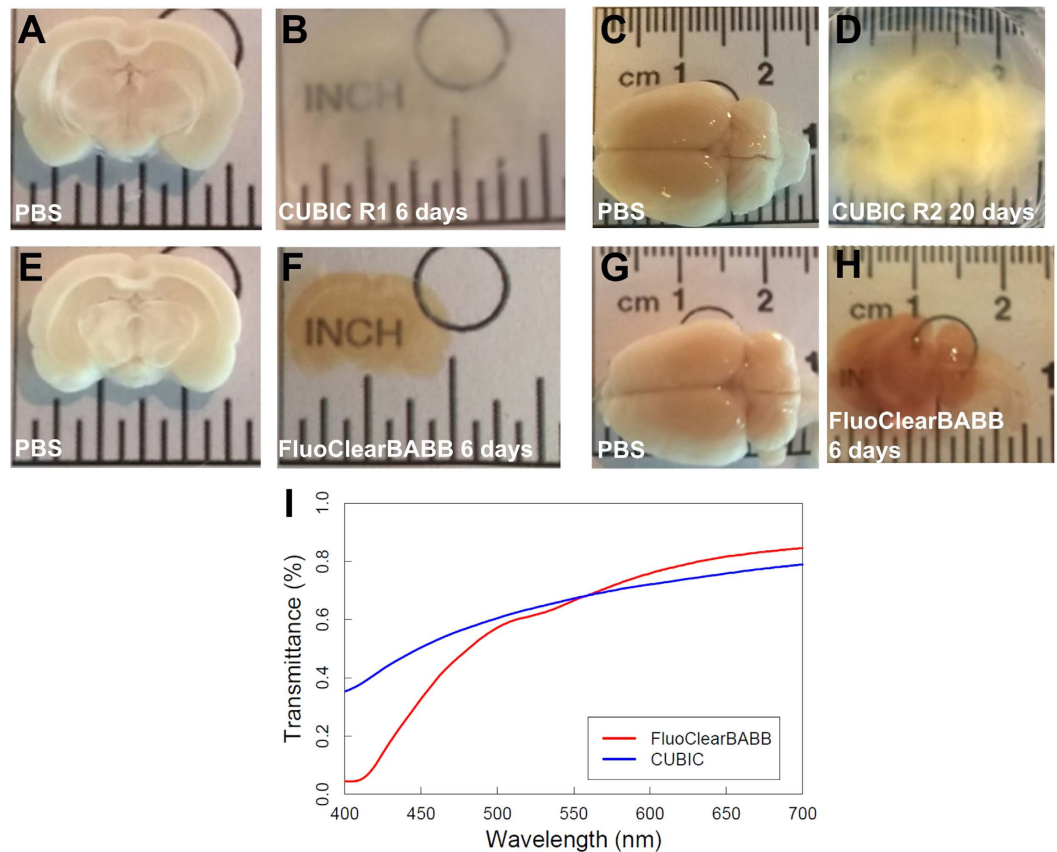 A
PBS
B
INCH
CUBIC R1 6 days
C
cm 1 2
1
PBS
D
2
CUBIC R2 20 days
E
PBS
F
INCH
FluoClearBABB 6 days
G
cm 1 2
PBS
H
cm 1 2
IN
1
FluoClearBABB
6 days
I
1.0
0.8
0.6
0.4
0.2
0.0
Transmittance (%)
FluoClearBABB
CUBIC
400 450 500 550 600 650 700
Wavelength (nm)